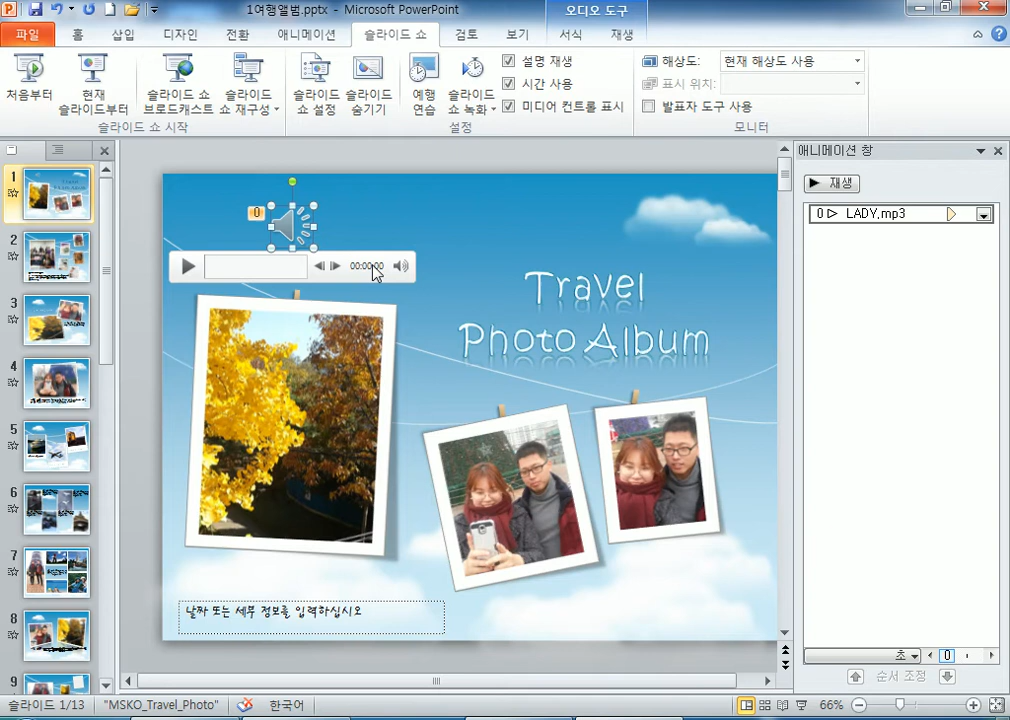 1여행앨범.pptx - Microsoft PowerPoint
오디오 도구
파일 홈 삽입 디자인 전환 애니메이션 슬라이드 쇼 검토 보기 서식 재생
처음부터
현재
슬라이드부터
슬라이드 쇼
브로드캐스트
슬라이드
쇼 재구성
슬라이드 쇼 시작
슬라이드
쇼 설정
슬라이드
숨기기
예행
연습
슬라이드
쇼 녹화
설명 재생
시간 사용
미디어 컨트롤 표시
설정
해상도: 현재 해상도 사용
표시 위치:
발표자 도구 사용
모니터
1
2
3
4
5
6
7
8
9
0
00:00.00
Travel
Photo Album
날짜 또는 세부 정보를 입력하십시오
애니메이션 창
재생
0 LADY.mp3
초 0
순서 조정
슬라이드 1/13 "MSKO_Travel_Photo" 한국어 66%